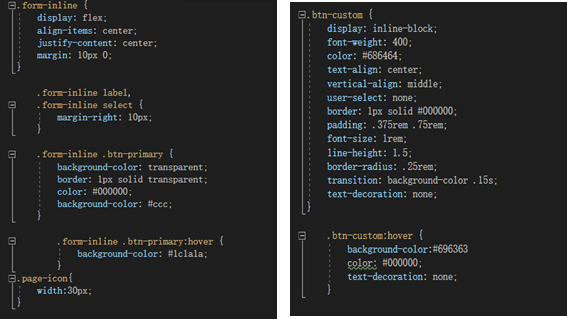 .form-inline {
display: flex;
align-items: center;
justify-content: center;
margin: 10px 0;
}
.form-inline label,
.form-inline select {
margin-right: 10px;
}
.form-inline .btn-primary {
background-color: transparent;
border: 1px solid transparent;
color: #000000;
background-color: #ccc;
}
.form-inline .btn-primary:hover {
background-color: #1c1a1a;
}
.page-icon{
width:30px;
}
.btn-custom {
display: inline-block;
font-weight: 400;
color: #686464;
text-align: center;
vertical-align: middle;
user-select: none;
border: 1px solid #000000;
padding: .375rem .75rem;
font-size: 1rem;
line-height: 1.5;
border-radius: .25rem;
transition: background-color .15s;
text-decoration: none;
}
.btn-custom:hover {
background-color:#696363
color: #000000;
text-decoration: none;
}